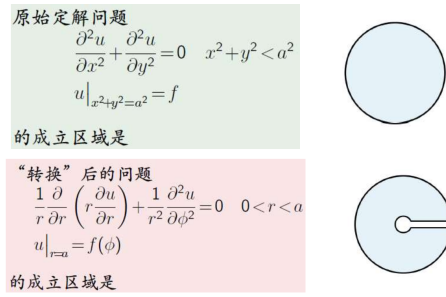 原始定解问题
∂²u/∂x² + ∂²u/∂y² = 0 x²+y²<a²
u|x²+y²=a² = f
的成立区域是
“转换”后的问题
1/r ∂/∂r (r ∂u/∂r) + 1/r² ∂²u/∂ϕ² = 0 0<r<a
u|r=a = f(ϕ)
的成立区域是